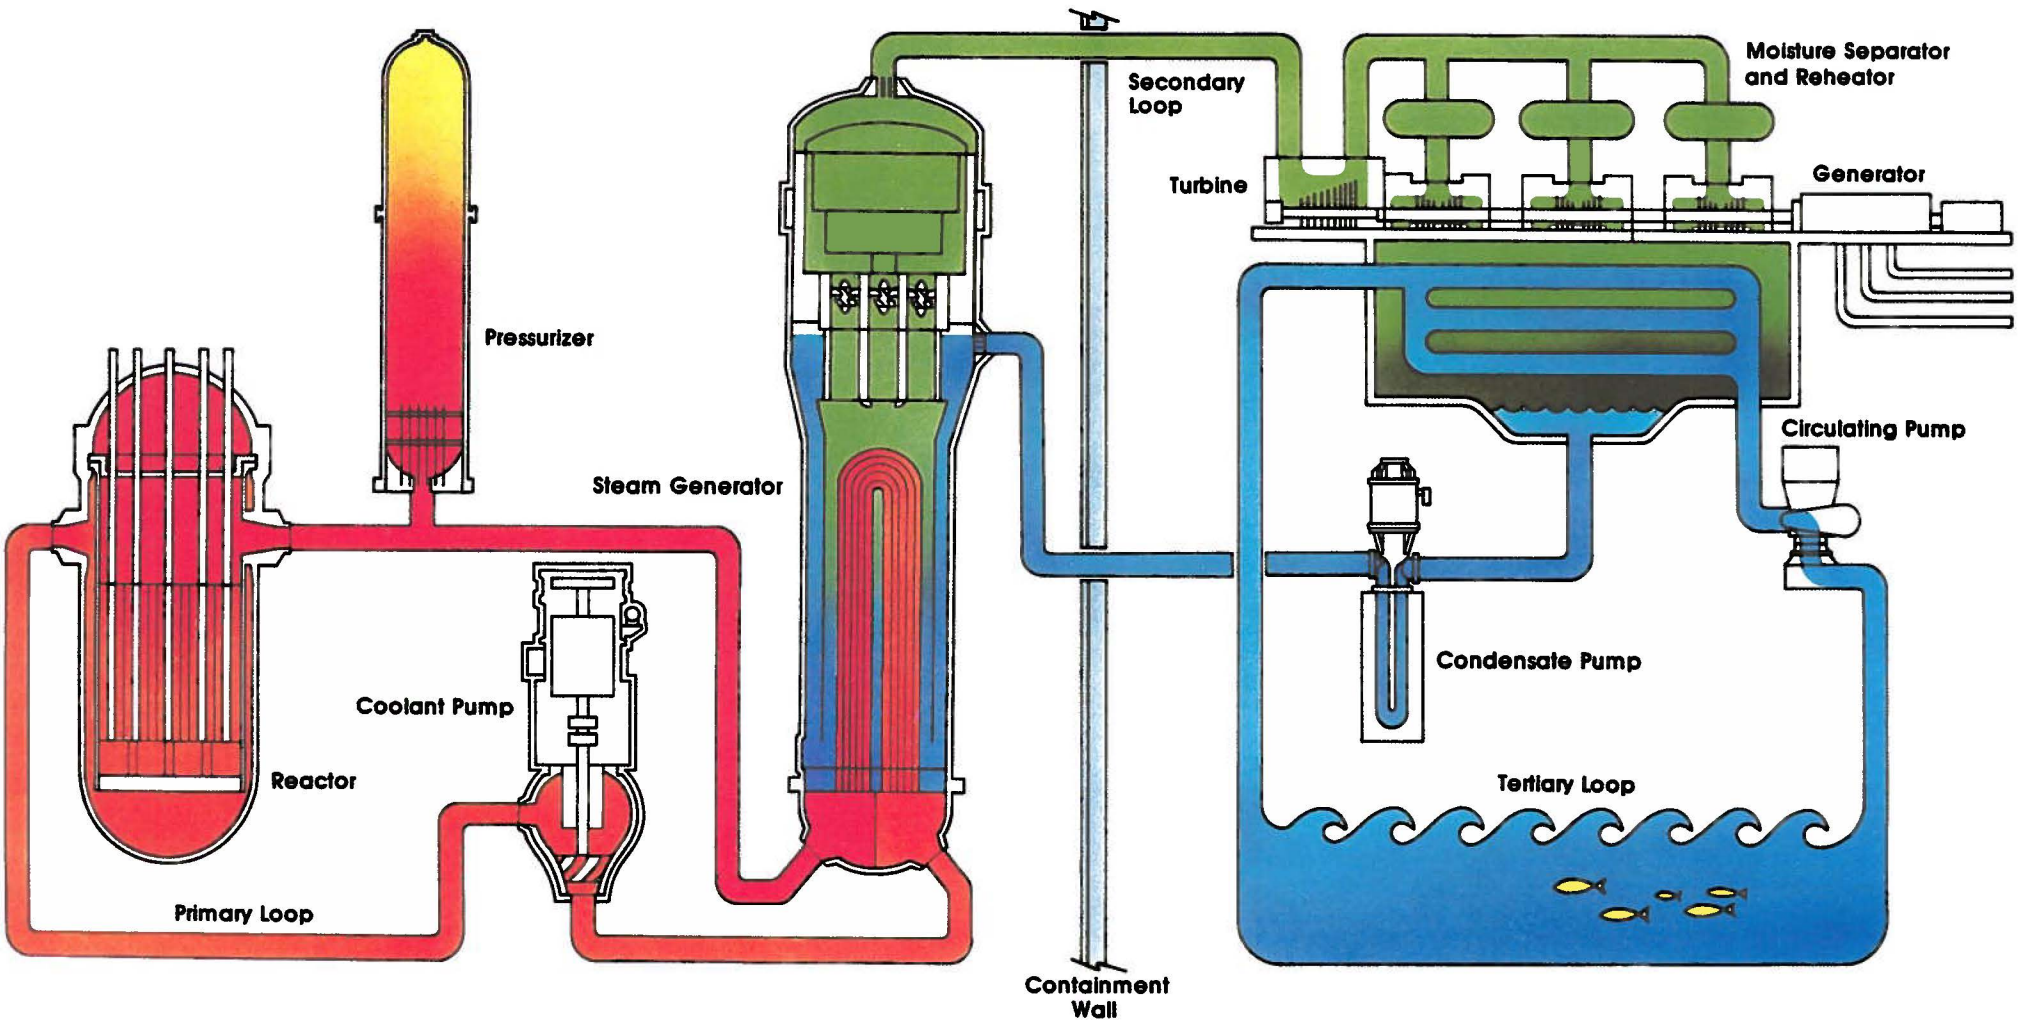 Moisture Separator
and Reheator
Secondary
Loop
Turbine
Generator
Pressurizer
Circulating Pump
Steam Generator
Condensate Pump
Coolant Pump
Reactor
Tertiary Loop
Primary Loop
Containment
Wall